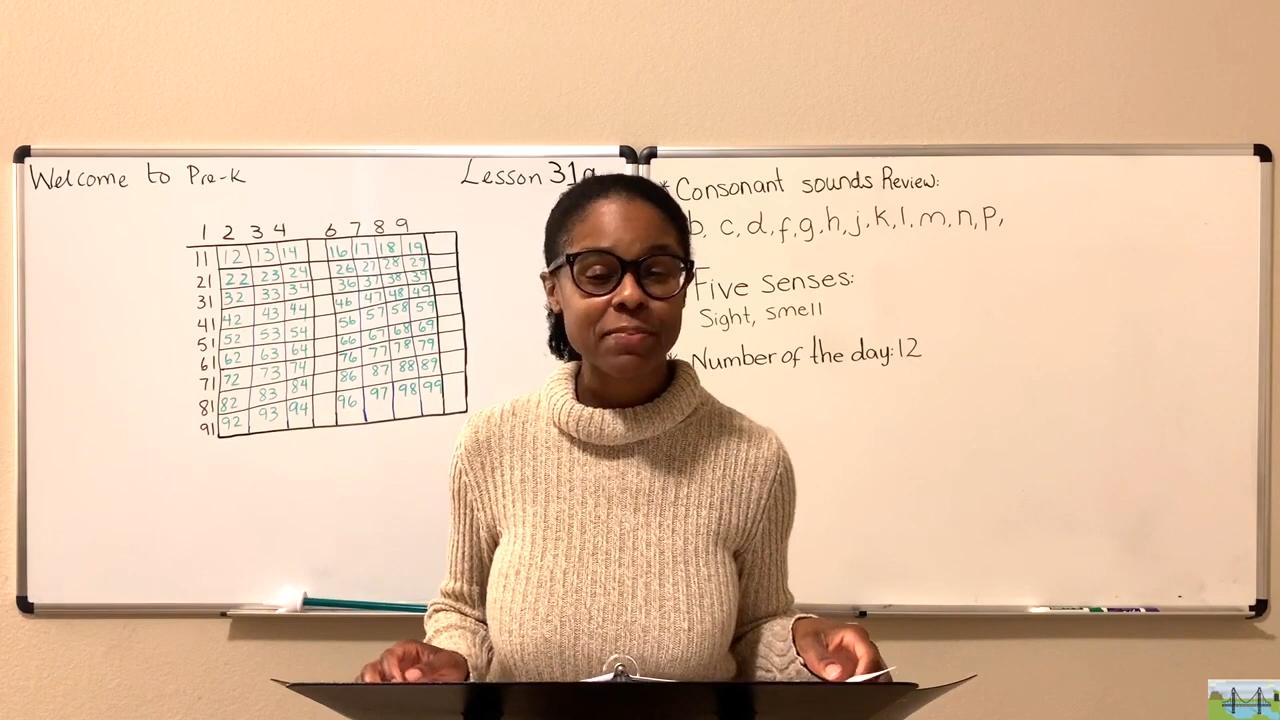 Welcome to Pre-K
Lesson 31a
1 2 3 4 6 7 8 9
11 12 13 14 16 17 18 19
21 22 23 24 26 27 28 29
31 32 33 34 36 37 38 39
41 42 43 44 46 47 48 49
51 52 53 54 56 57 58 59
61 62 63 64 66 67 68 69
71 72 73 74 76 77 78 79
81 82 83 84 86 87 88 89
91 92 93 94 96 97 98 99
* Consonant sounds Review:
b, c, d, f, g, h, j, k, l, m, n, p,
Five Senses:
Sight, smell
* Number of the day: 12